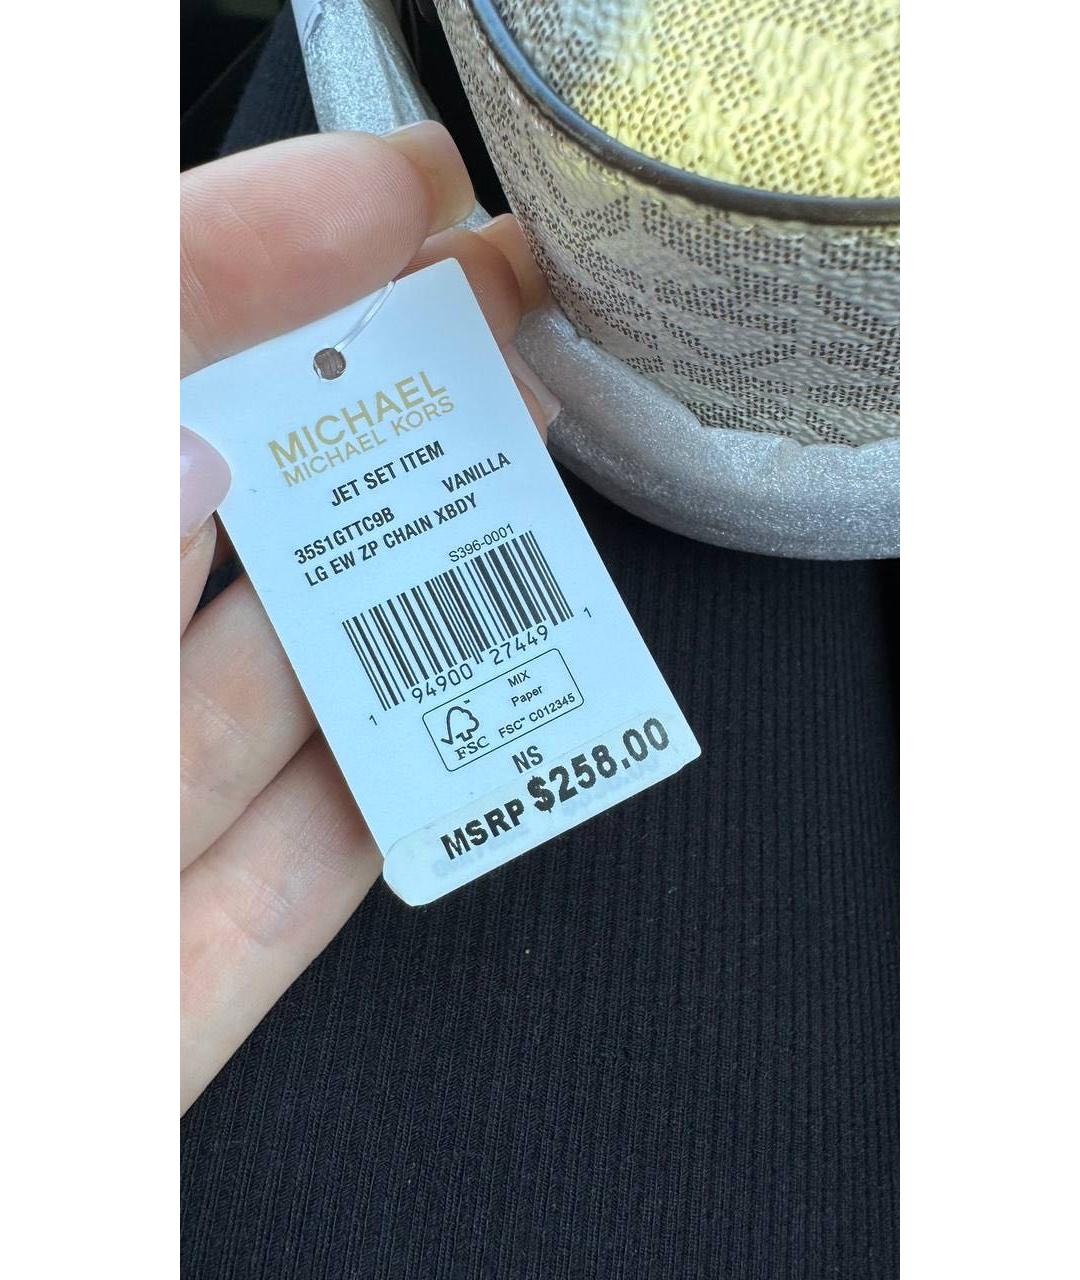 MICHAEL
MICHAEL KORS
JET SET ITEM
35S1GTTC9B VANILLA
LG EW ZP CHAIN XBDY
S396-0001
1 94900 27449 1
MIX
Paper
FSC™ C012345
FSC
NS
MSRP $258.00